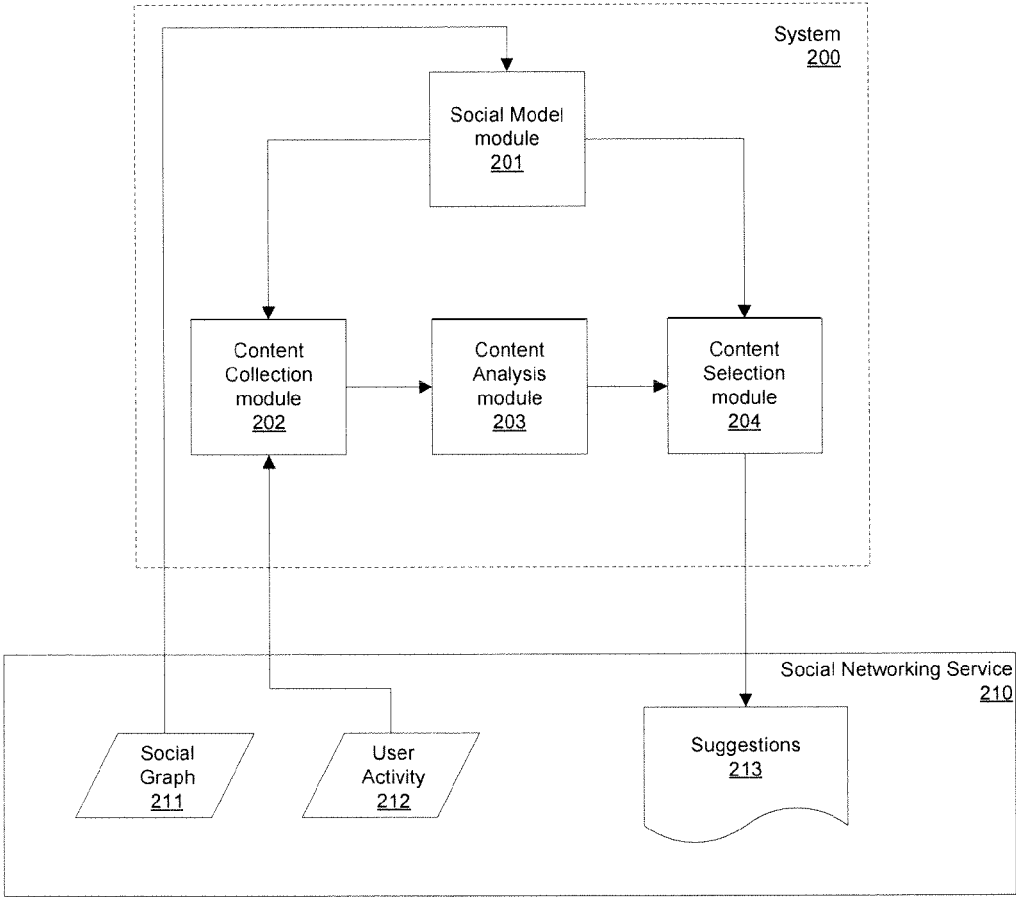 System
200
Social Model
module
201
Content
Collection
module
202
Content
Analysis
module
203
Content
Selection
module
204
Social Networking Service
210
Social
Graph
211
User
Activity
212
Suggestions
213